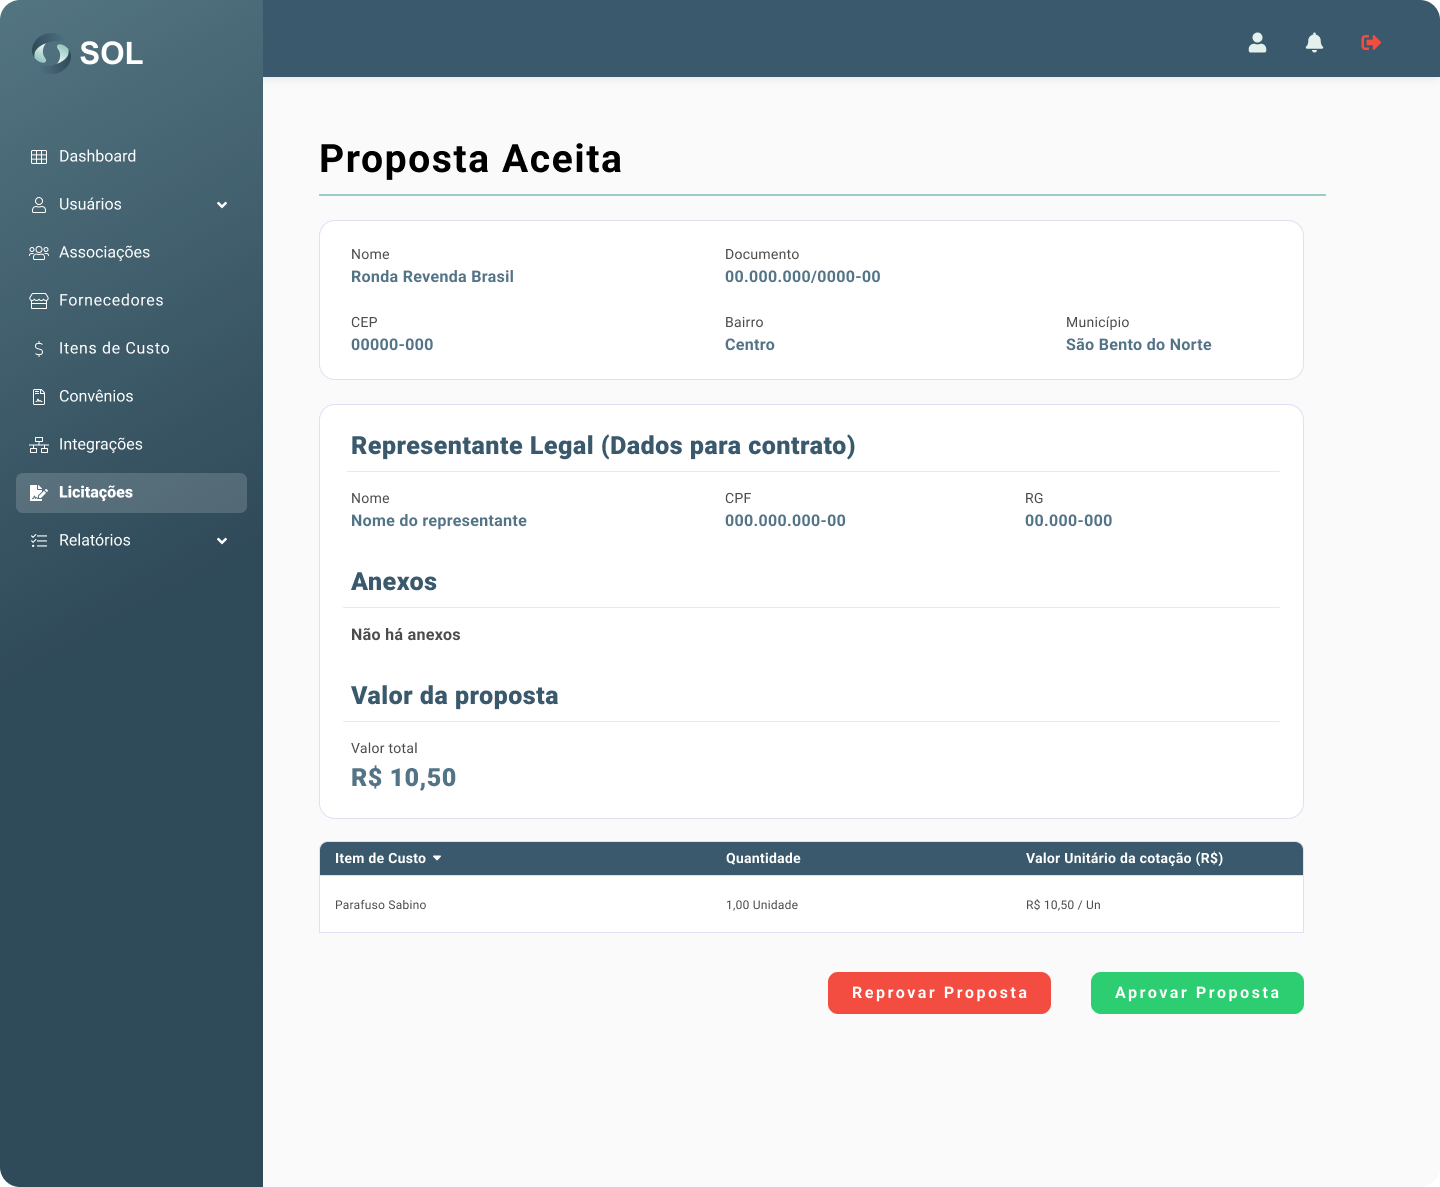 SOL
Dashboard
Usuários
Associações
Fornecedores
Itens de Custo
Convênios
Integrações
Licitações
Relatórios
Proposta Aceita
Nome
Documento
Ronda Revenda Brasil
00.000.000/0000-00
CEP
Bairro
Município
00000-000
Centro
São Bento do Norte
Representante Legal (Dados para contrato)
Nome
CPF
RG
Nome do representante
000.000.000-00
00.000-000
Anexos
Não há anexos
Valor da proposta
Valor total
R$ 10,50
Item de Custo
Quantidade
Valor Unitário da cotação (R$)
Parafuso Sabino
1,00 Unidade
R$ 10,50 / Un
Reprovar Proposta
Aprovar Proposta